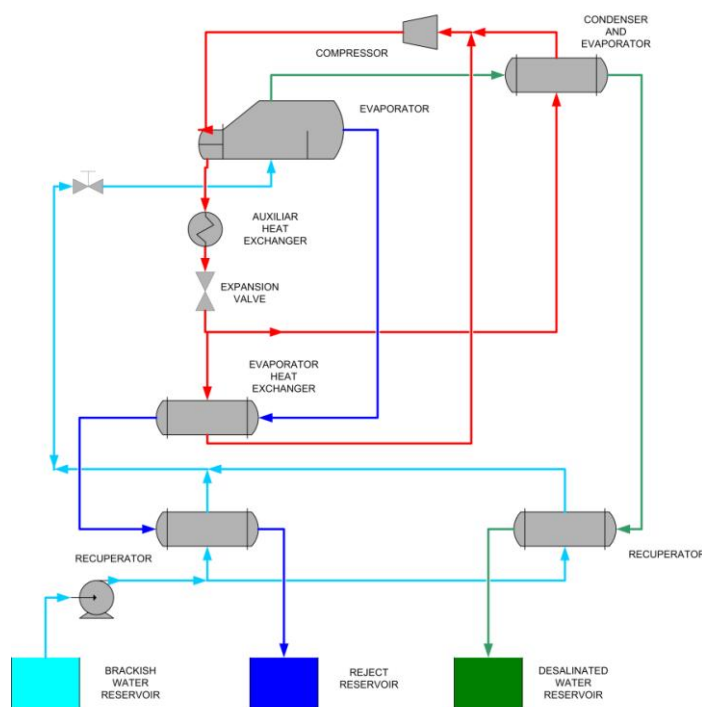 CONDENSER
AND
EVAPORATOR
COMPRESSOR
EVAPORATOR
AUXILIAR
HEAT
EXCHANGER
EXPANSION
VALVE
EVAPORATOR
HEAT
EXCHANGER
RECUPERATOR
RECUPERATOR
BRACKISH
WATER
RESERVOIR
REJECT
RESERVOIR
DESALINATED
WATER
RESERVOIR